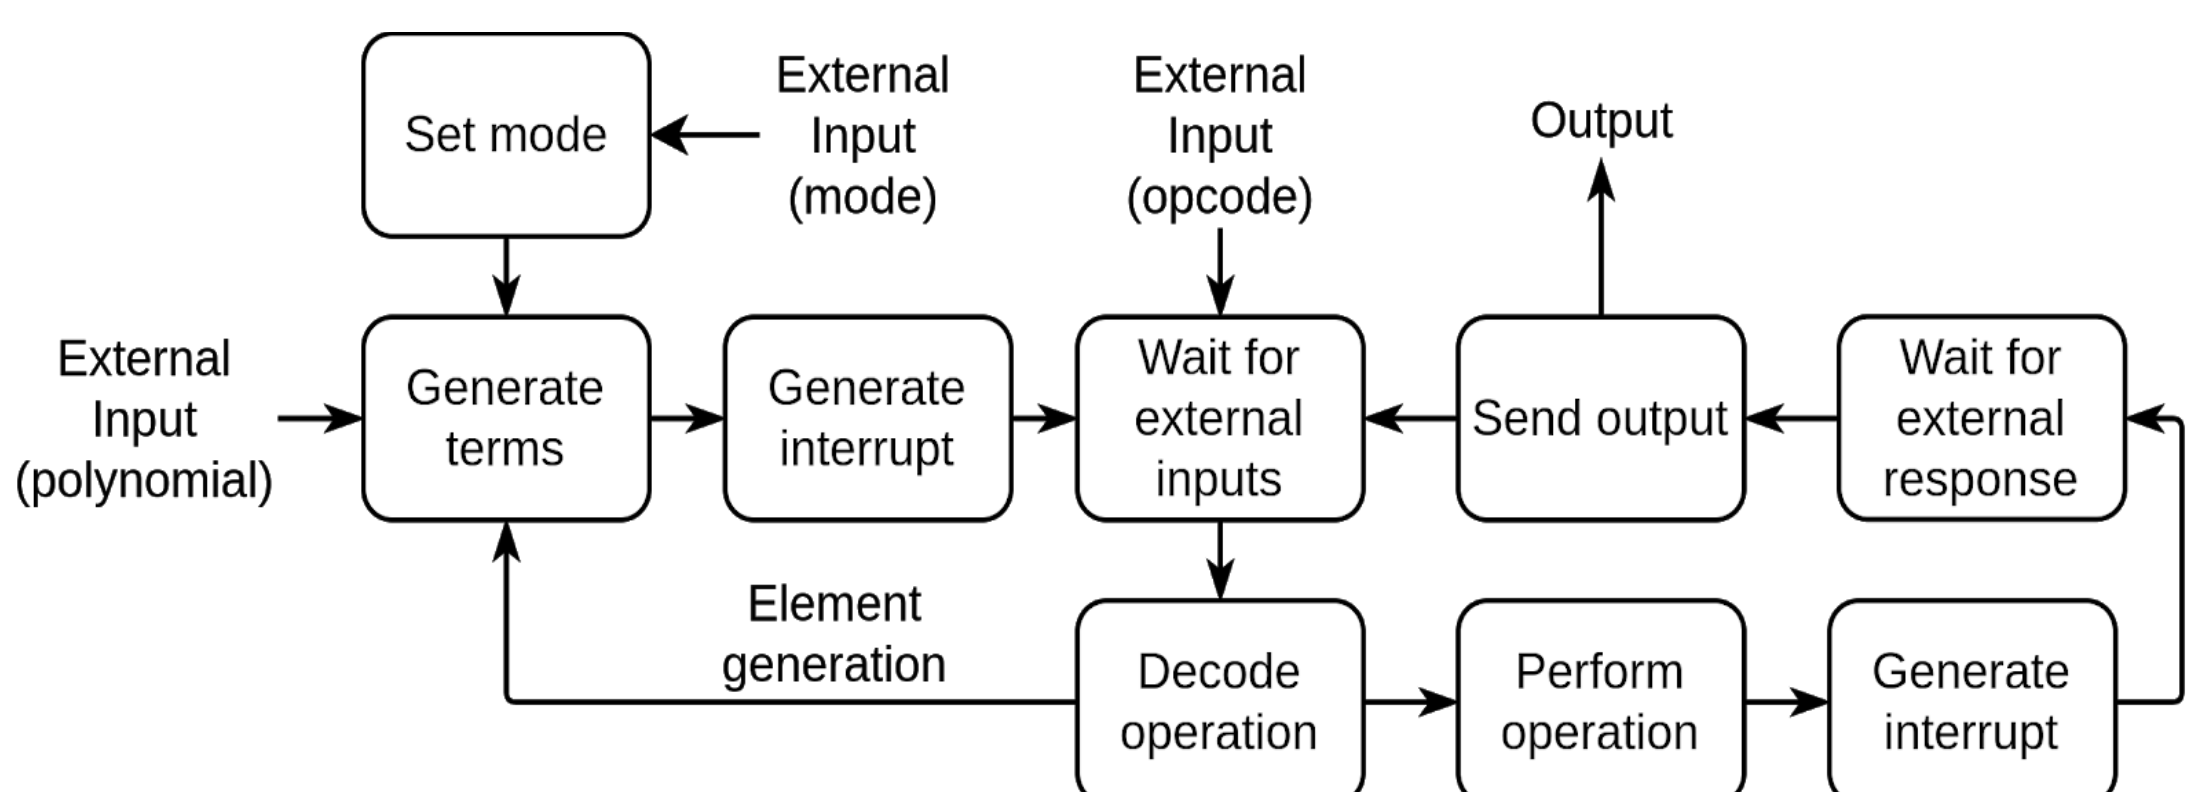 Set mode
External
Input
(mode)
External
Input
(opcode)
Output
External
Input
(polynomial)
Generate
terms
Generate
interrupt
Wait for
external
inputs
Send output
Wait for
external
response
Element
generation
Decode
operation
Perform
operation
Generate
interrupt